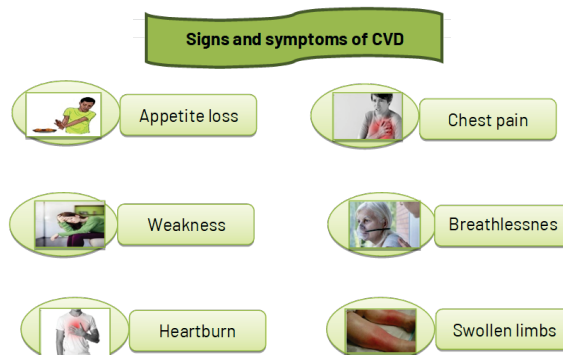 Signs and symptoms of CVD
Appetite loss
Chest pain
Weakness
Breathlessnes
Heartburn
Swollen limbs